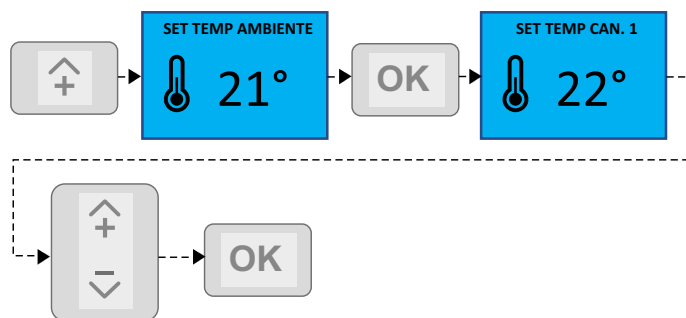 +
SET TEMP AMBIENTE
21°
OK
SET TEMP CAN. 1
22°
+
−
OK